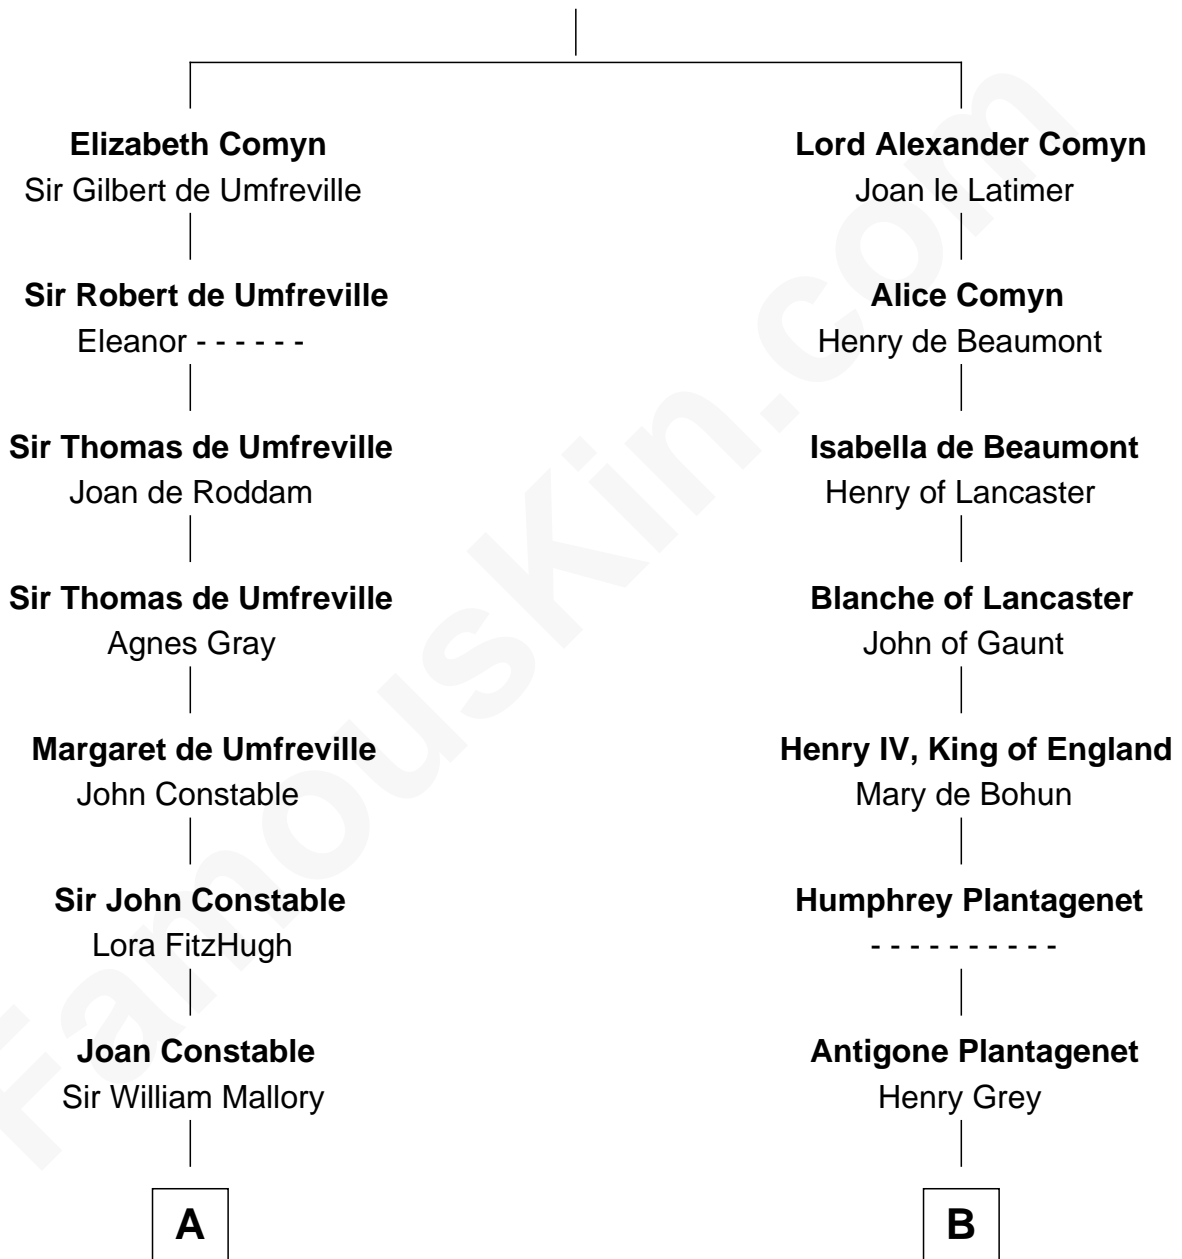 Elizabeth Comyn
Sir Gilbert de Umfreville
Sir Robert de Umfreville
Eleanor - - - - - -
Sir Thomas de Umfreville
Joan de Roddam
Sir Thomas de Umfreville
Agnes Gray
Margaret de Umfreville
John Constable
Sir John Constable
Lora FitzHugh
Joan Constable
Sir William Mallory
A
Lord Alexander Comyn
Joan le Latimer
Alice Comyn
Henry de Beaumont
Isabella de Beaumont
Henry of Lancaster
Blanche of Lancaster
John of Gaunt
Henry IV, King of England
Mary de Bohun
Humphrey Plantagenet
- - - - - - - - - -
Antigone Plantagenet
Henry Grey
B
FamousKin.com